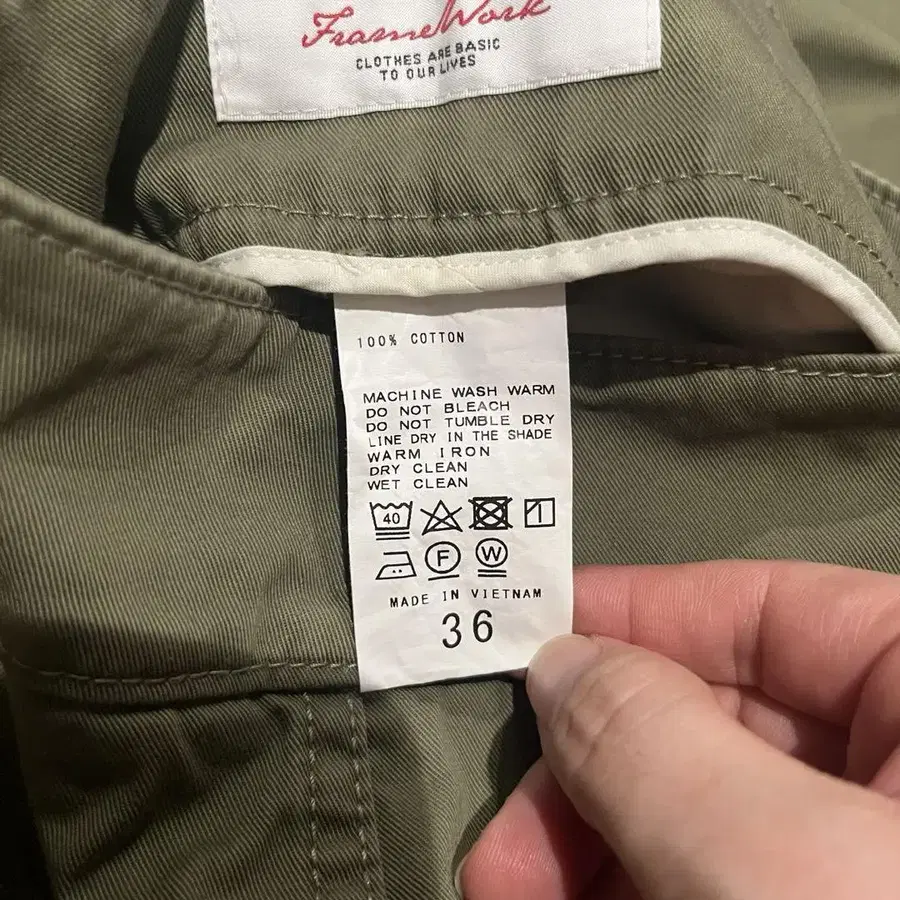 FrameWork
CLOTHES ARE BASIC
TO OUR LIVES
100% COTTON
MACHINE WASH WARM
DO NOT BLEACH
DO NOT TUMBLE DRY
LINE DRY IN THE SHADE
WARM IRON
DRY CLEAN
WET CLEAN
40
F W
MADE IN VIETNAM
36